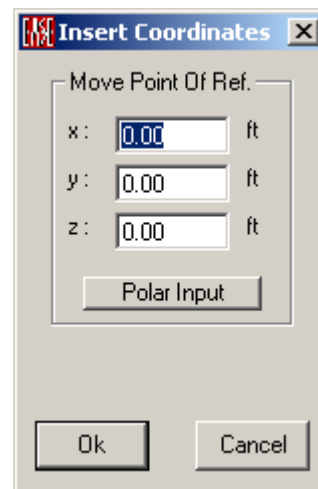 EASE Insert Coordinates
Move Point Of Ref.
x: 0.00 ft
y: 0.00 ft
z: 0.00 ft
Polar Input
Ok Cancel